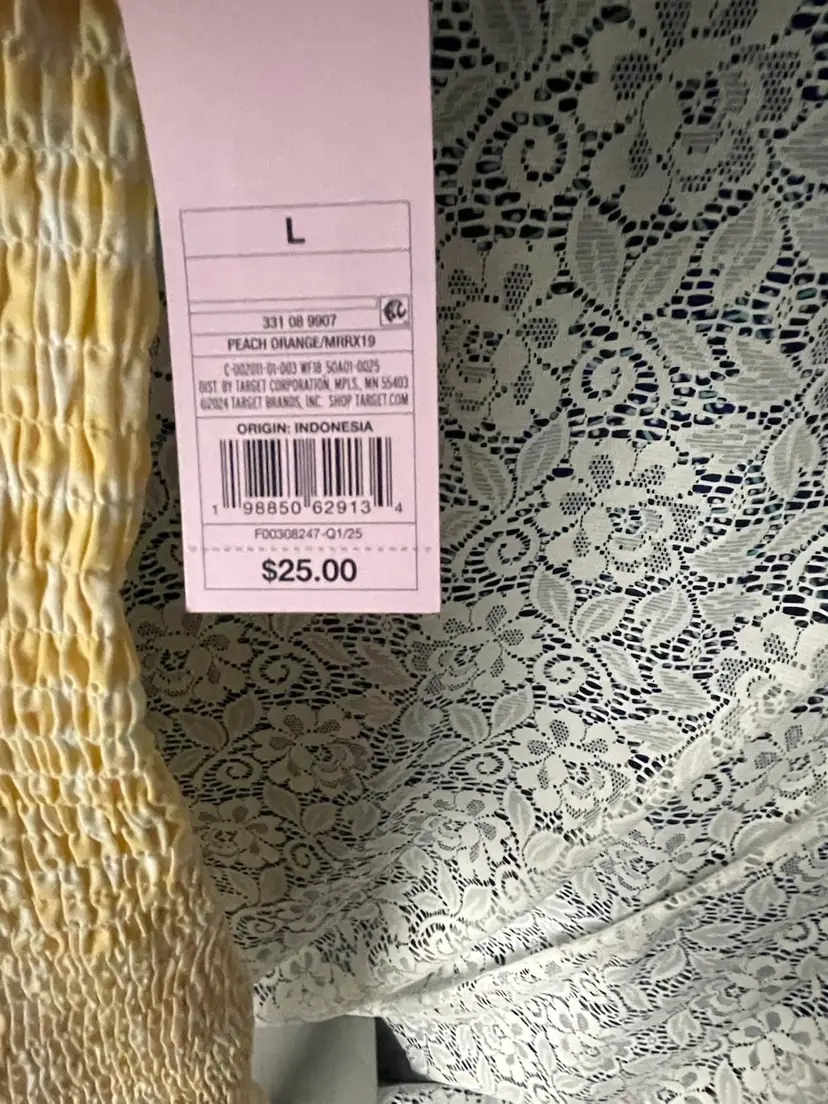 L
331 08 9907
PEACH ORANGE/MRRX19
C-002011-01-003 WF18 50A01-0025
DIST. BY TARGET CORPORATION, MPLS, MN 55403
©2024 TARGET BRANDS, INC. SHOP TARGET.COM
ORIGIN: INDONESIA
1 98850 62913 4
F00308247-Q1/25
$25.00